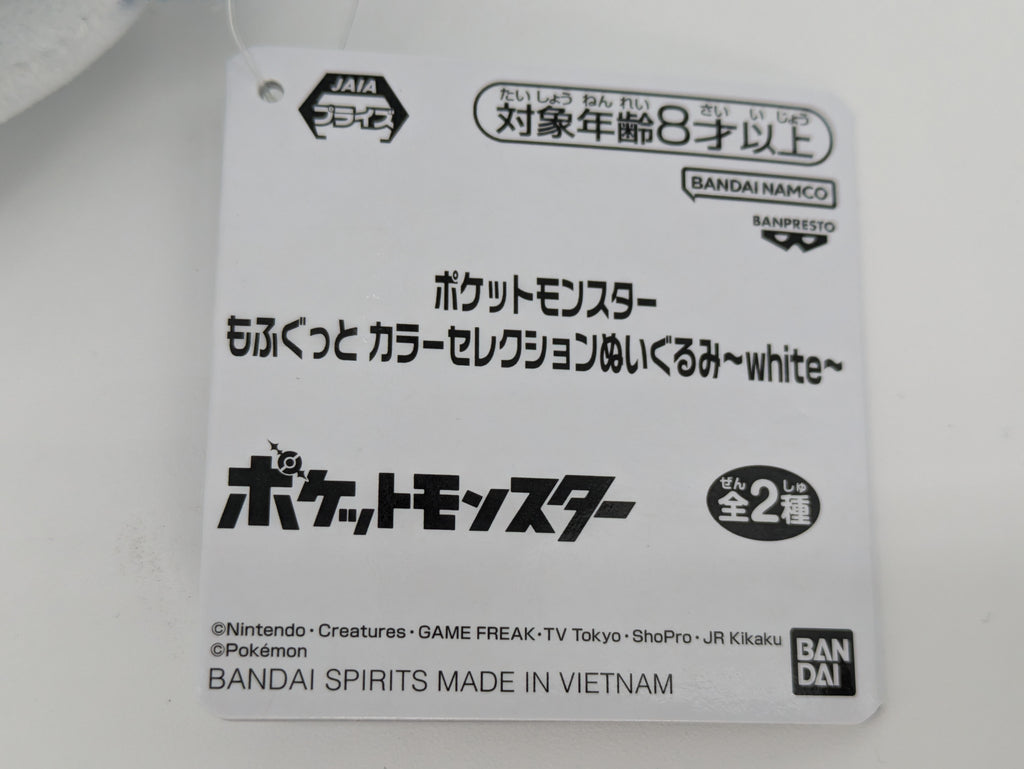 JAIA
プライズ
たいしょうねんれい さい いじょう
対象年齢8才以上
BANDAI NAMCO
BANPRESTO
ポケットモンスター
もふぐっと カラーセレクションぬいぐるみ~white~
ポケットモンスター
ぜん しゅ
全2種
©Nintendo・Creatures・GAME FREAK・TV Tokyo・ShoPro・JR Kikaku
©Pokémon
BANDAI SPIRITS MADE IN VIETNAM
BAN
DAI